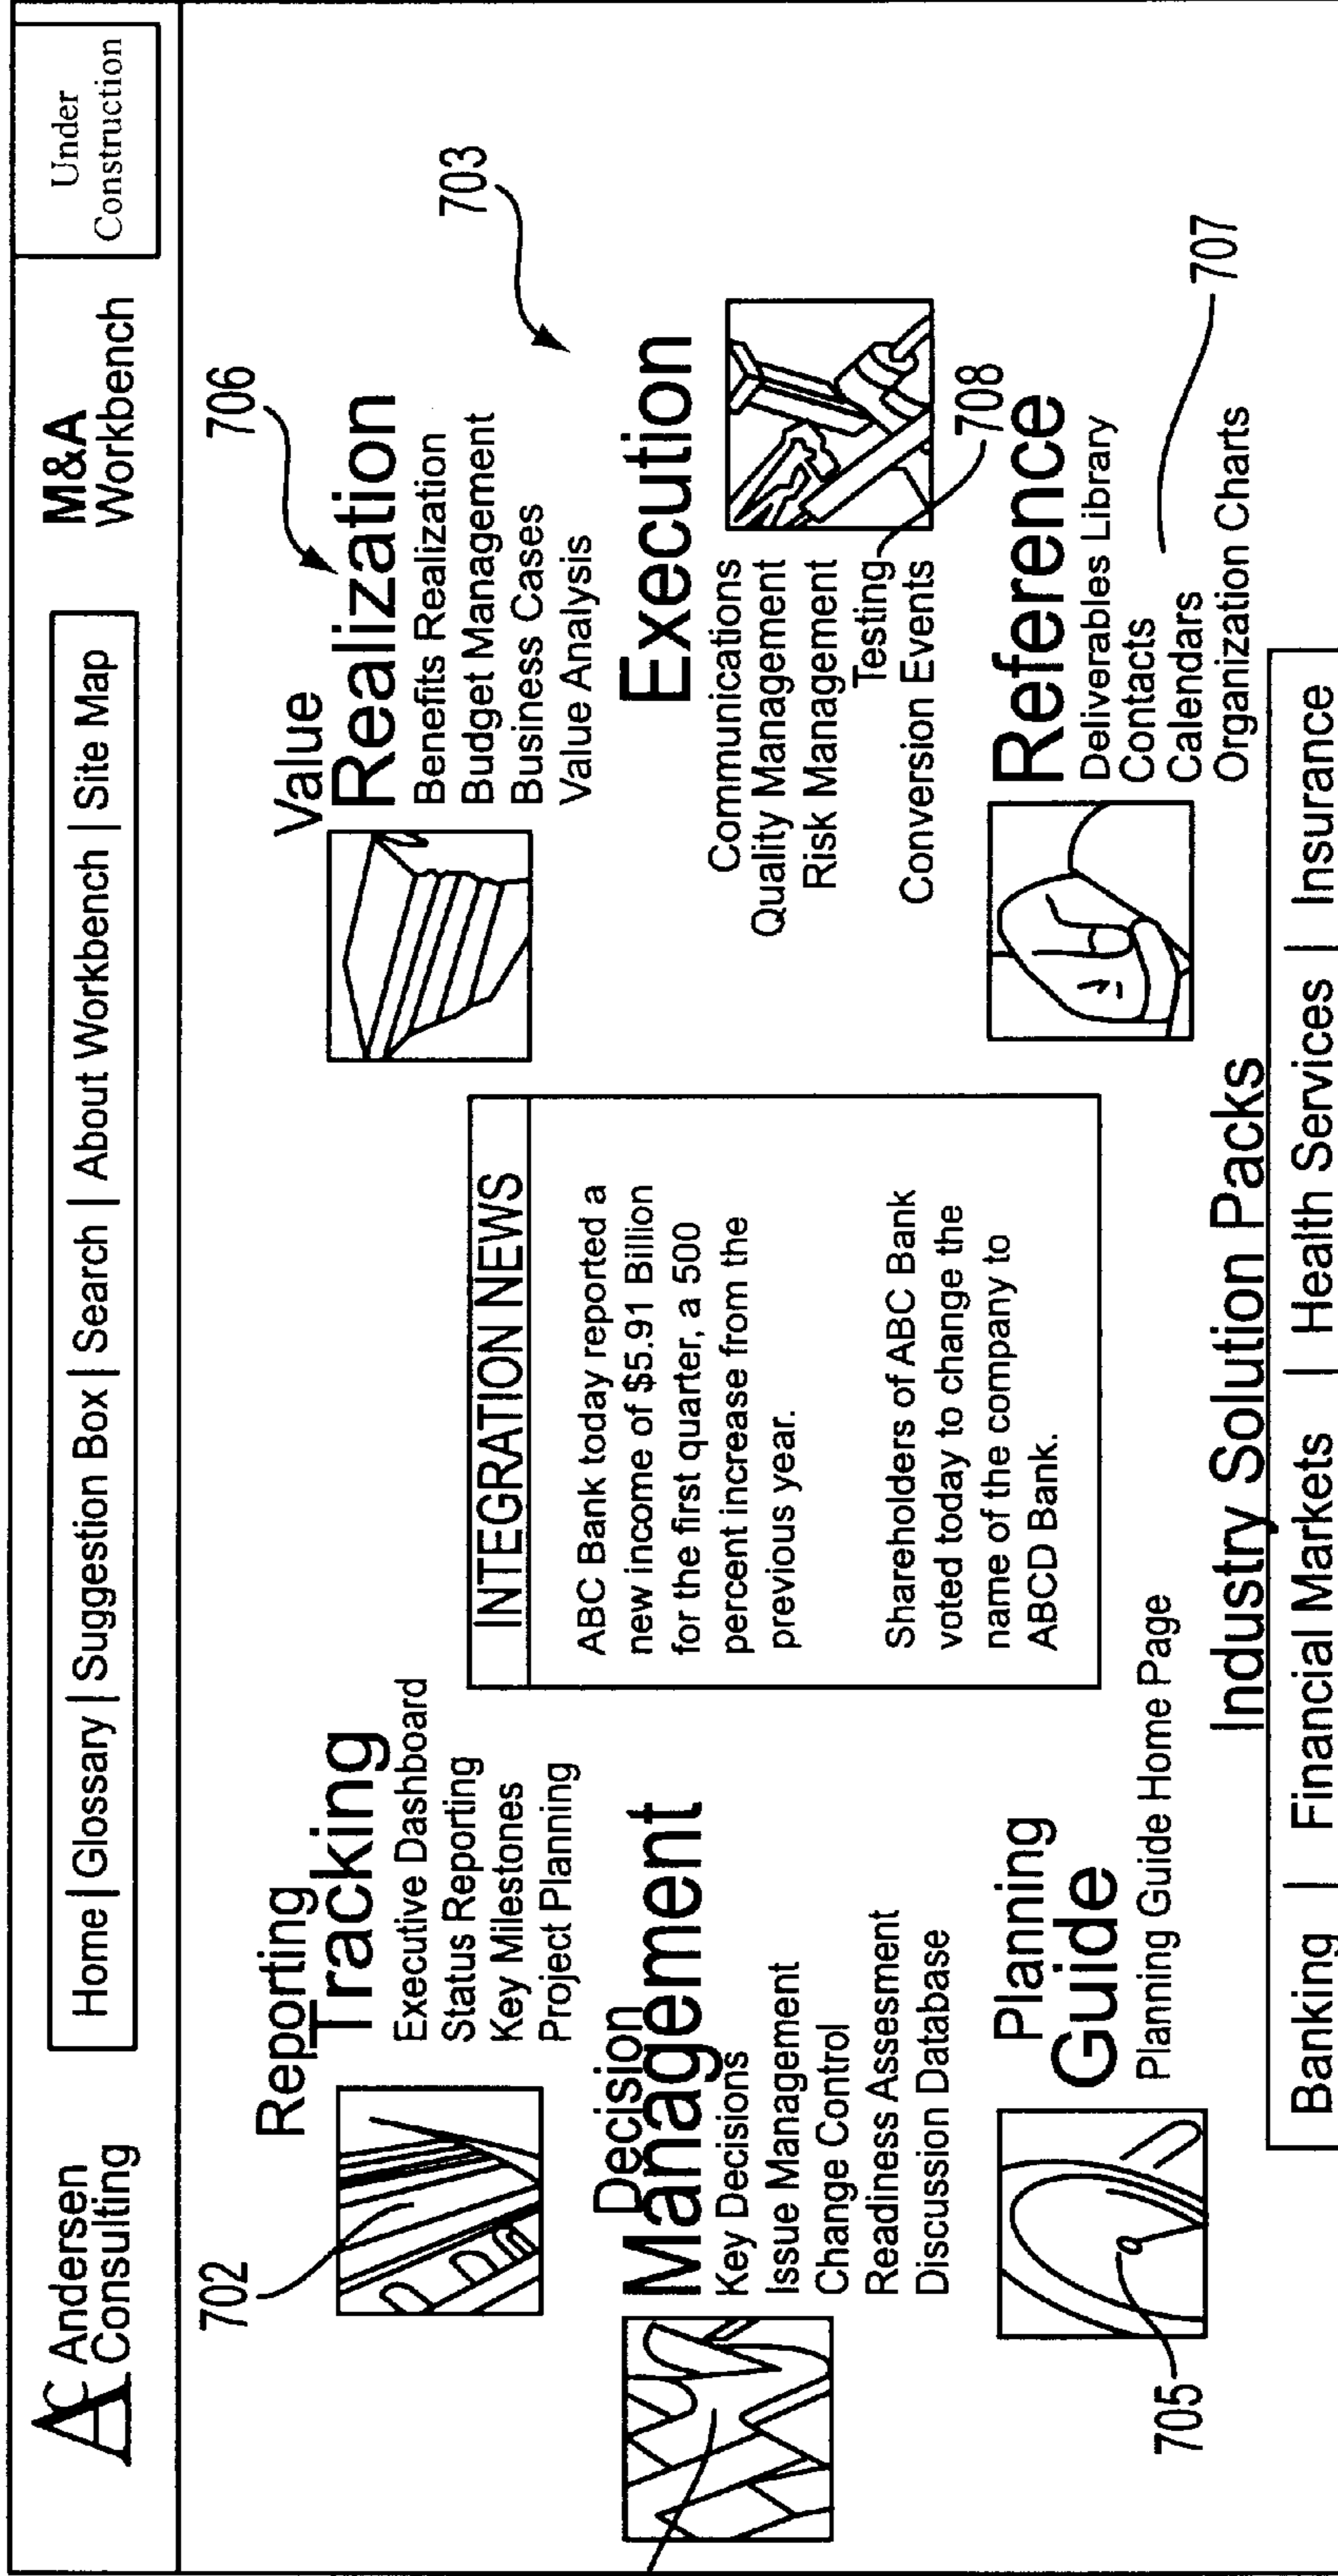 AC Andersen
Consulting
Home | Glossary | Suggestion Box | Search | About Workbench | Site Map
M&A
Workbench
Under
Construction
702
Reporting
Tracking
Executive Dashboard
Status Reporting
Key Milestones
Project Planning
Decision
Management
Key Decisions
Issue Management
Change Control
Readiness Assessment
Discussion Database
705
Planning
Guide
Planning Guide Home Page
INTEGRATION NEWS
ABC Bank today reported a
new income of $5.91 Billion
for the first quarter, a 500
percent increase from the
previous year.
Shareholders of ABC Bank
voted today to change the
name of the company to
ABCD Bank.
706
Value
Realization
Benefits Realization
Budget Management
Business Cases
Value Analysis
703
Execution
Communications
Quality Management
Risk Management
Testing
Conversion Events
708
Reference
Deliverables Library
Contacts
Calendars
Organization Charts
707
Industry Solution Packs
Banking | Financial Markets | Health Services | Insurance